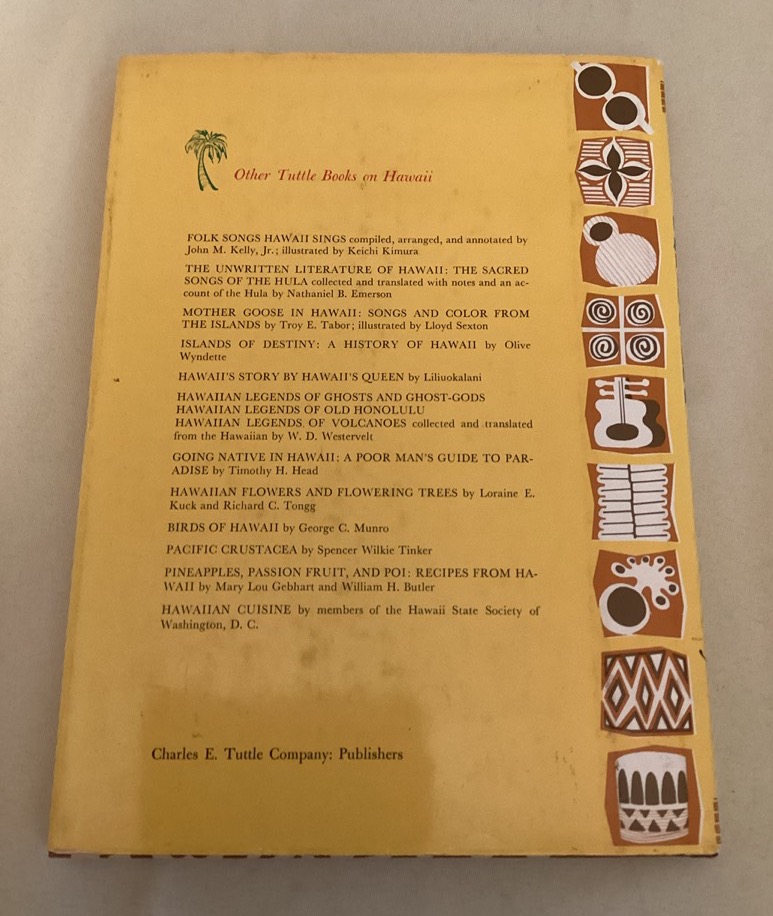 Other Tuttle Books on Hawaii
FOLK SONGS HAWAII SINGS compiled, arranged, and annotated by
John M. Kelly, Jr.; illustrated by Keichi Kimura
THE UNWRITTEN LITERATURE OF HAWAII: THE SACRED
SONGS OF THE HULA collected and translated with notes and an ac-
count of the Hula by Nathaniel B. Emerson
MOTHER GOOSE IN HAWAII: SONGS AND COLOR FROM
THE ISLANDS by Troy E. Tabor; illustrated by Lloyd Sexton
ISLANDS OF DESTINY: A HISTORY OF HAWAII by Olive
Wyndette
HAWAII'S STORY BY HAWAII'S QUEEN by Liliuokalani
HAWAIIAN LEGENDS OF GHOSTS AND GHOST-GODS
HAWAIIAN LEGENDS OF OLD HONOLULU
HAWAIIAN LEGENDS OF VOLCANOES collected and translated
from the Hawaiian by W. D. Westervelt
GOING NATIVE IN HAWAII: A POOR MAN'S GUIDE TO PAR-
ADISE by Timothy H. Head
HAWAIIAN FLOWERS AND FLOWERING TREES by Loraine E.
Kuck and Richard C. Tongg
BIRDS OF HAWAII by George C. Munro
PACIFIC CRUSTACEA by Spencer Wilkie Tinker
PINEAPPLES, PASSION FRUIT, AND POI: RECIPES FROM HA-
WAII by Mary Lou Gebhart and William H. Butler
HAWAIIAN CUISINE by members of the Hawaii State Society of
Washington, D. C.
Charles E. Tuttle Company: Publishers